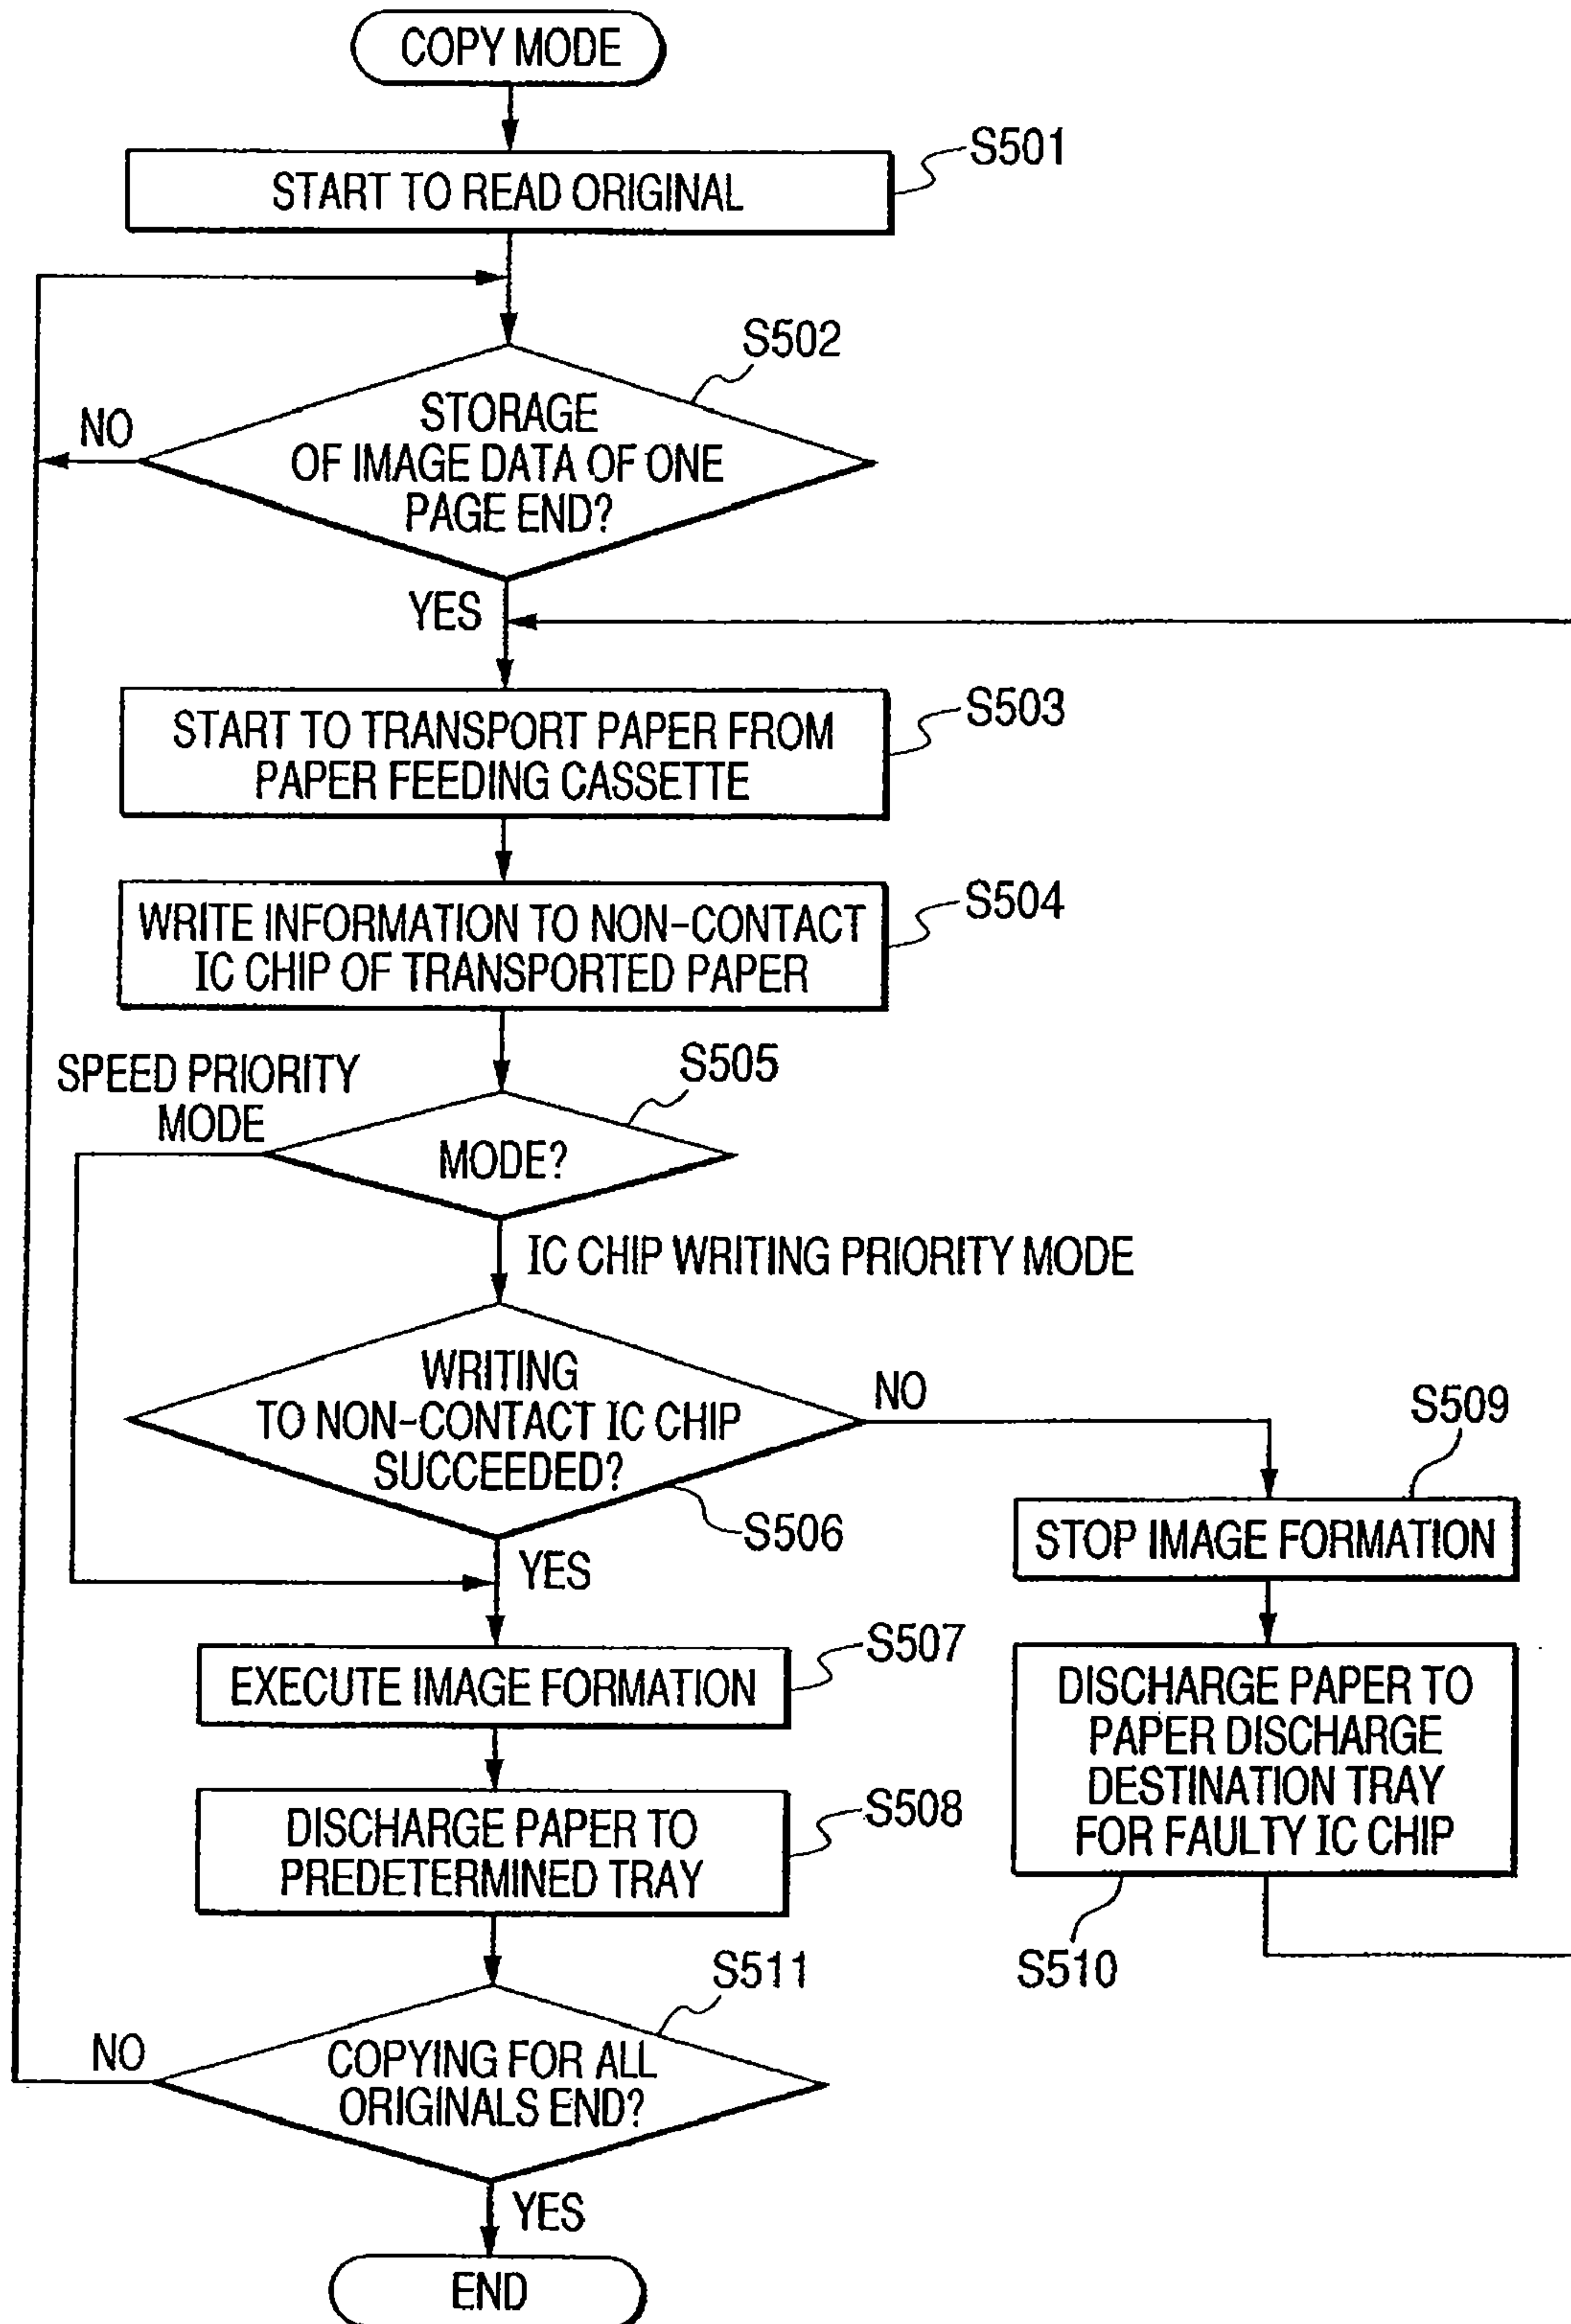 COPY MODE
S501
START TO READ ORIGINAL
S502
STORAGE
OF IMAGE DATA OF ONE
PAGE END?
NO
YES
S503
START TO TRANSPORT PAPER FROM
PAPER FEEDING CASSETTE
S504
WRITE INFORMATION TO NON-CONTACT
IC CHIP OF TRANSPORTED PAPER
SPEED PRIORITY
MODE
S505
MODE?
IC CHIP WRITING PRIORITY MODE
WRITING
TO NON-CONTACT IC CHIP
SUCCEEDED?
NO
S506
YES
S509
STOP IMAGE FORMATION
S507
EXECUTE IMAGE FORMATION
DISCHARGE PAPER TO
PAPER DISCHARGE
DESTINATION TRAY
FOR FAULTY IC CHIP
S510
S508
DISCHARGE PAPER TO
PREDETERMINED TRAY
S511
COPYING FOR ALL
ORIGINALS END?
NO
YES
END